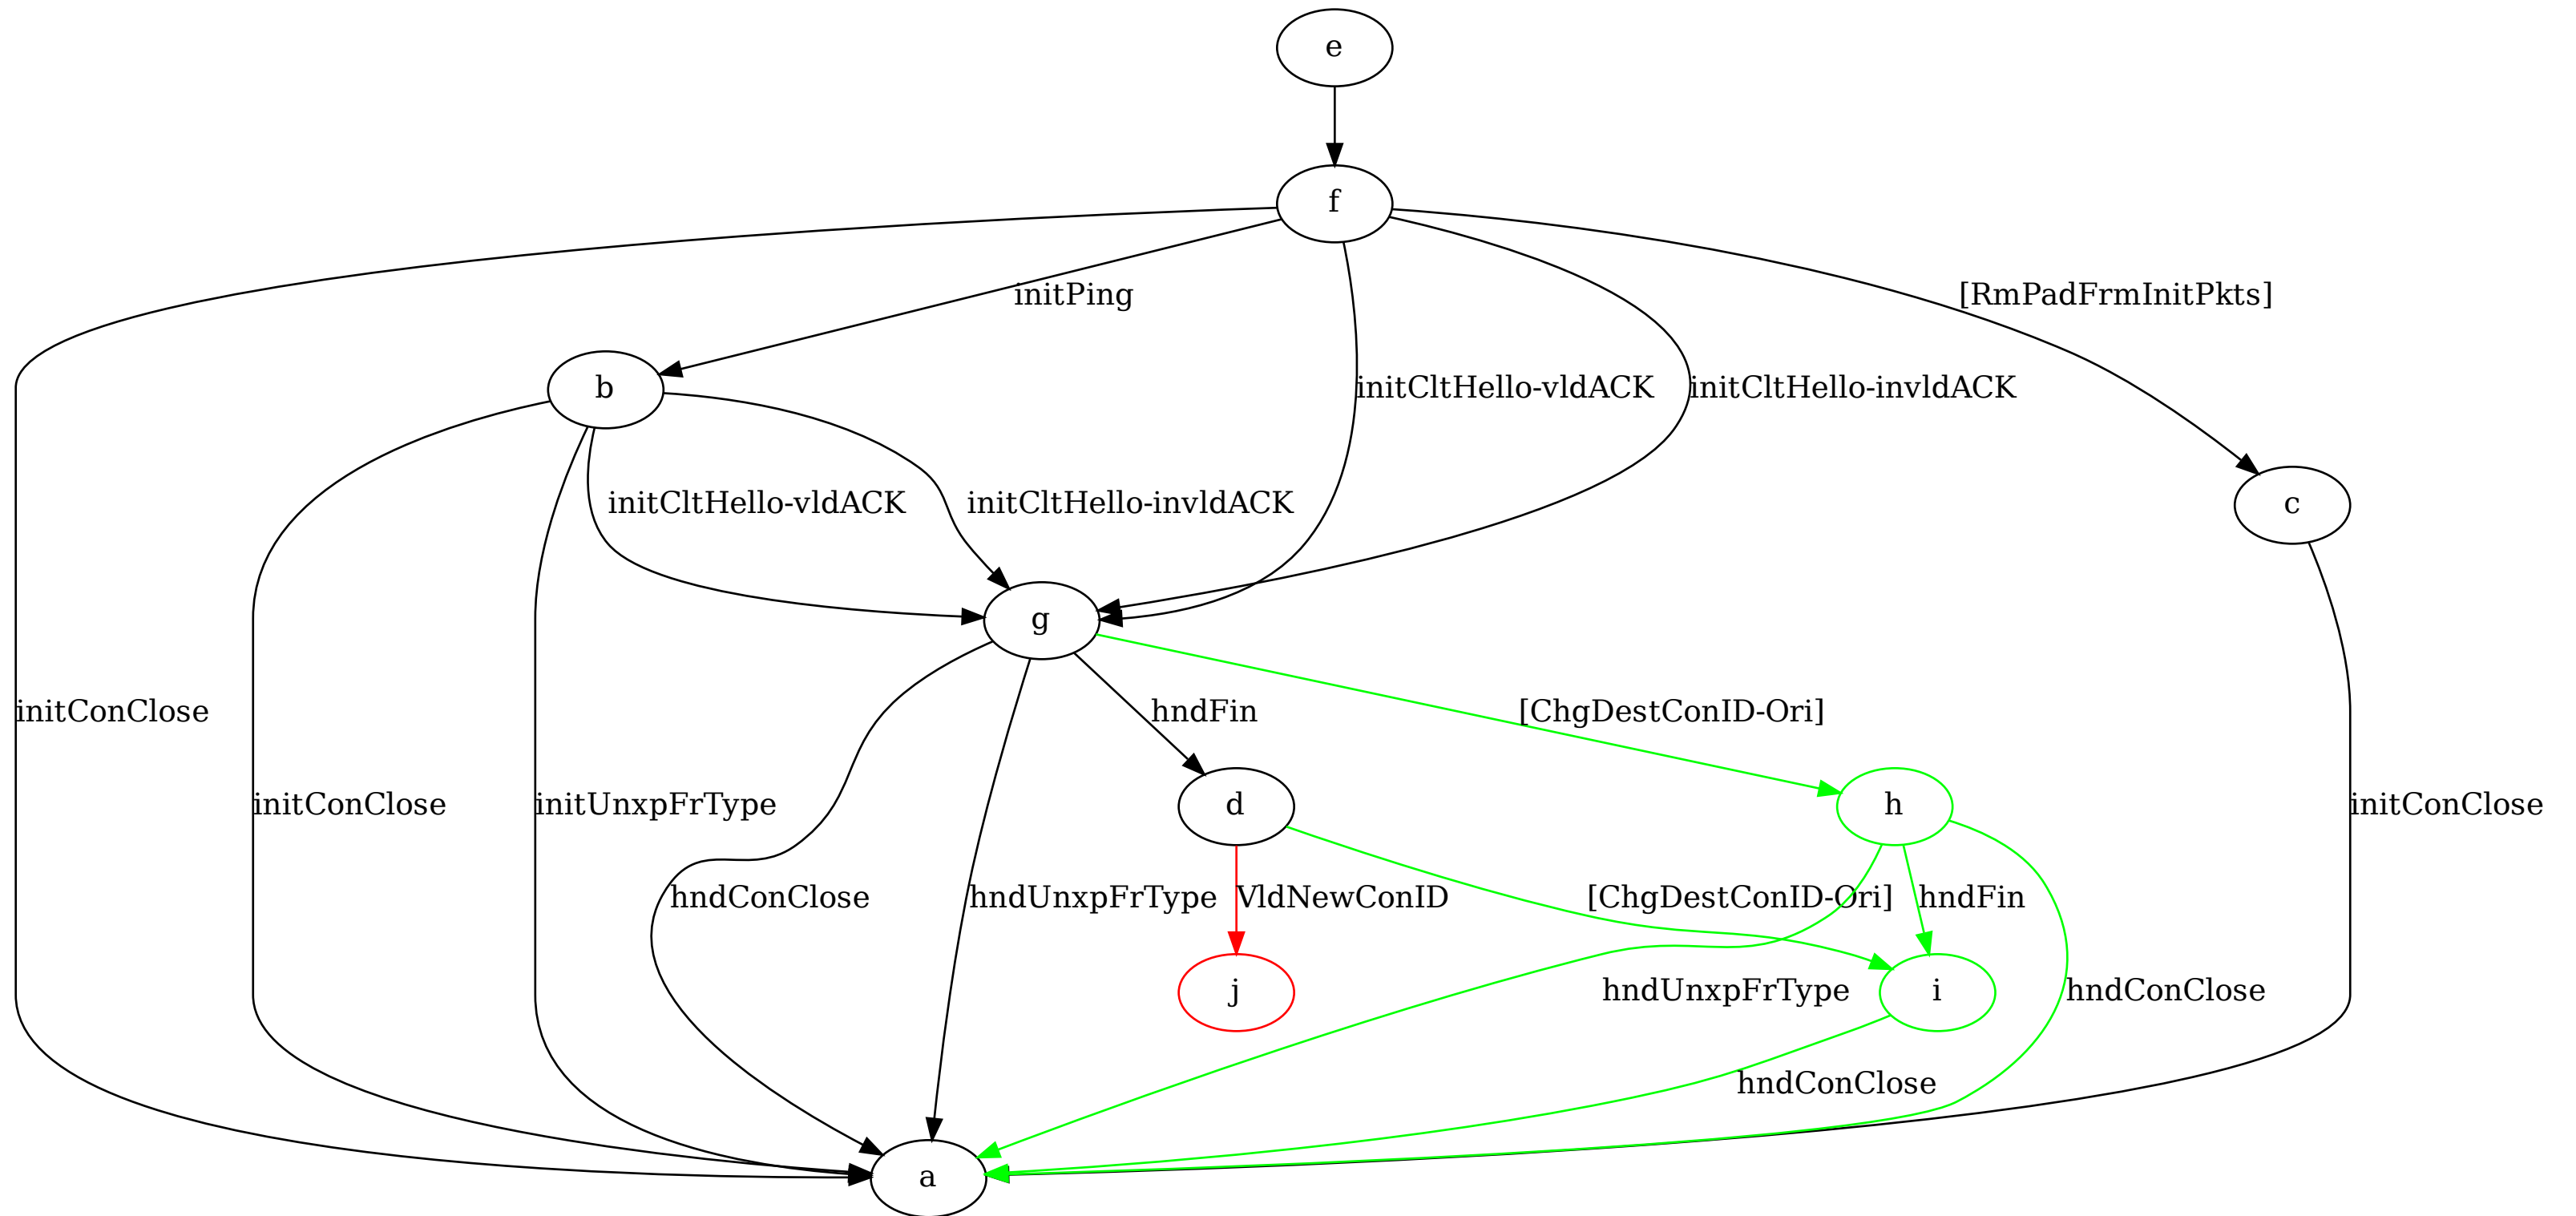 e
f
initPing
[RmPadFrmInitPkts]
b
initCltHello-vldACK
initCltHello-invldACK
initCltHello-vldACK
initCltHello-invldACK
c
g
initConClose
hndFin
[ChgDestConID-Ori]
initConClose
initUnxpFrType
d
h
initConClose
hndConClose
hndUnxpFrType
VldNewConID
[ChgDestConID-Ori]
hndFin
j
hndUnxpFrType
i
hndConClose
hndConClose
a